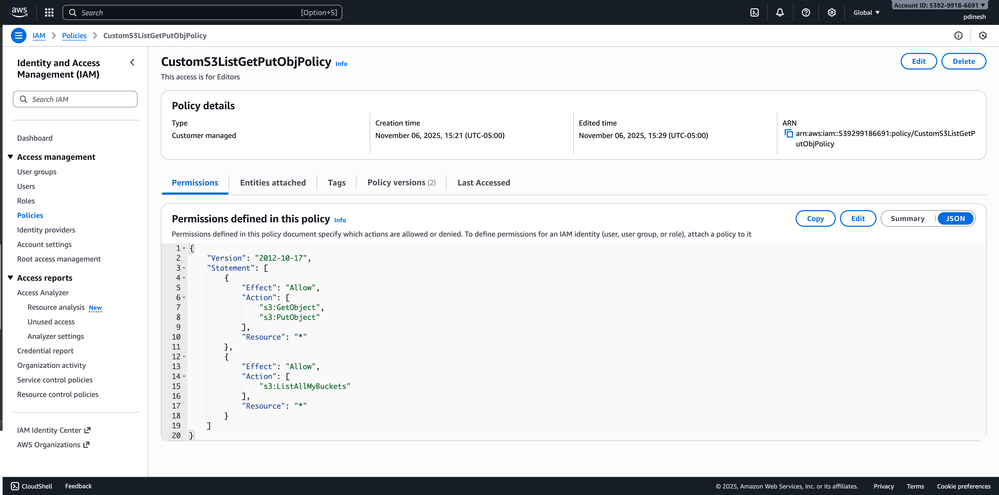 aws
Search
[Option+S]
Global
Account ID: 5392-9918-6691
pdinesh
IAM
Policies
CustomS3ListGetPutObjPolicy
Identity and Access
Management (IAM)
Search IAM
Dashboard
Access management
User groups
Users
Roles
Policies
Identity providers
Account settings
Root access management
Access reports
Access Analyzer
Resource analysis New
Unused access
Analyzer settings
Credential report
Organization activity
Service control policies
Resource control policies
IAM Identity Center
AWS Organizations
CustomS3ListGetPutObjPolicy Info
Edit
Delete
This access is for Editors
Policy details
Type
Customer managed
Creation time
November 06, 2025, 15:21 (UTC-05:00)
Edited time
November 06, 2025, 15:29 (UTC-05:00)
ARN
arn:aws:iam::539299186691:policy/CustomS3ListGetP
utObjPolicy
Permissions
Entities attached
Tags
Policy versions (2)
Last Accessed
Permissions defined in this policy Info
Copy
Edit
Summary
JSON
Permissions defined in this policy document specify which actions are allowed or denied. To define permissions for an IAM identity (user, user group, or role), attach a policy to it
1 {
2 "Version": "2012-10-17",
3 "Statement": [
4 {
5 "Effect": "Allow",
6 "Action": [
7 "s3:GetObject",
8 "s3:PutObject"
9 ],
10 "Resource": "*"
11 },
12 {
13 "Effect": "Allow",
14 "Action": [
15 "s3:ListAllMyBuckets"
16 ],
17 "Resource": "*"
18 }
19 ]
20 }
CloudShell
Feedback
© 2025, Amazon Web Services, Inc. or its affiliates.
Privacy
Terms
Cookie preferences